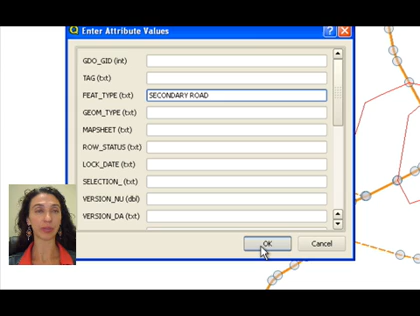 Enter Attribute Values
GDO_GID (int)
TAG (txt)
FEAT_TYPE (txt) SECONDARY ROAD
GEOM_TYPE (txt)
MAPSHEET (txt)
ROW_STATUS (txt)
LOCK_DATE (txt)
SELECTION_ (txt)
VERSION_NU (dbl)
VERSION_DA (txt)
OK Cancel